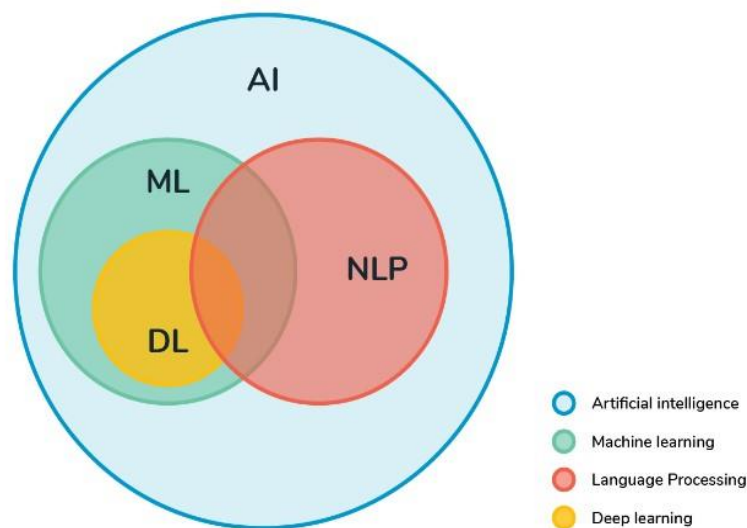 AI
ML
NLP
DL
Artificial intelligence
Machine learning
Language Processing
Deep learning